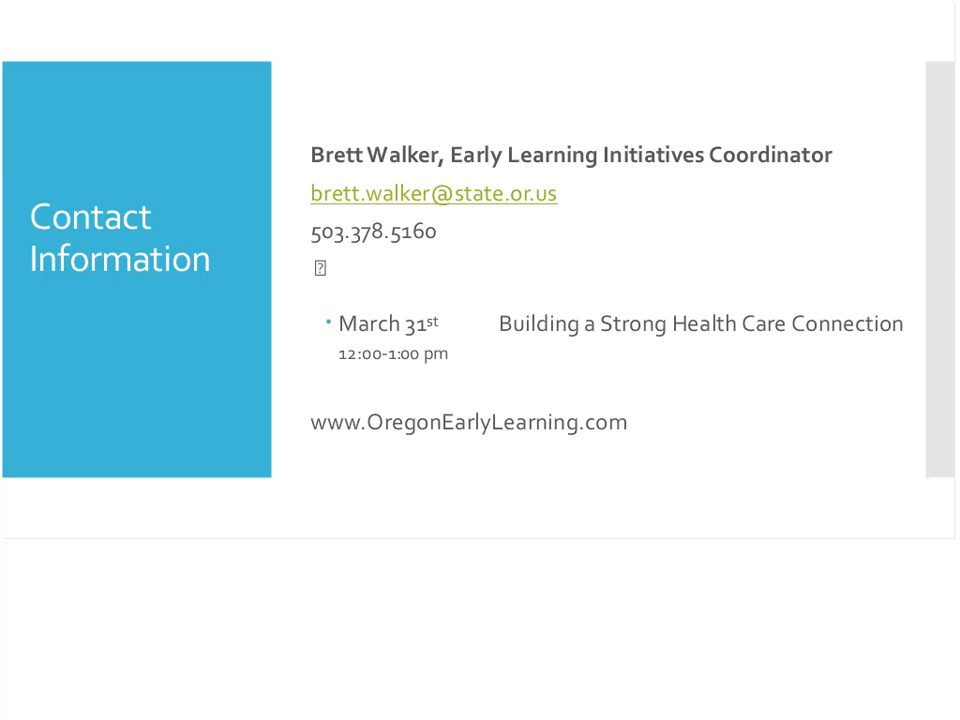 Contact
Information
Brett Walker, Early Learning Initiatives Coordinator
brett.walker@state.or.us
503.378.5160
March 31st Building a Strong Health Care Connection
12:00-1:00 pm
www.OregonEarlyLearning.com